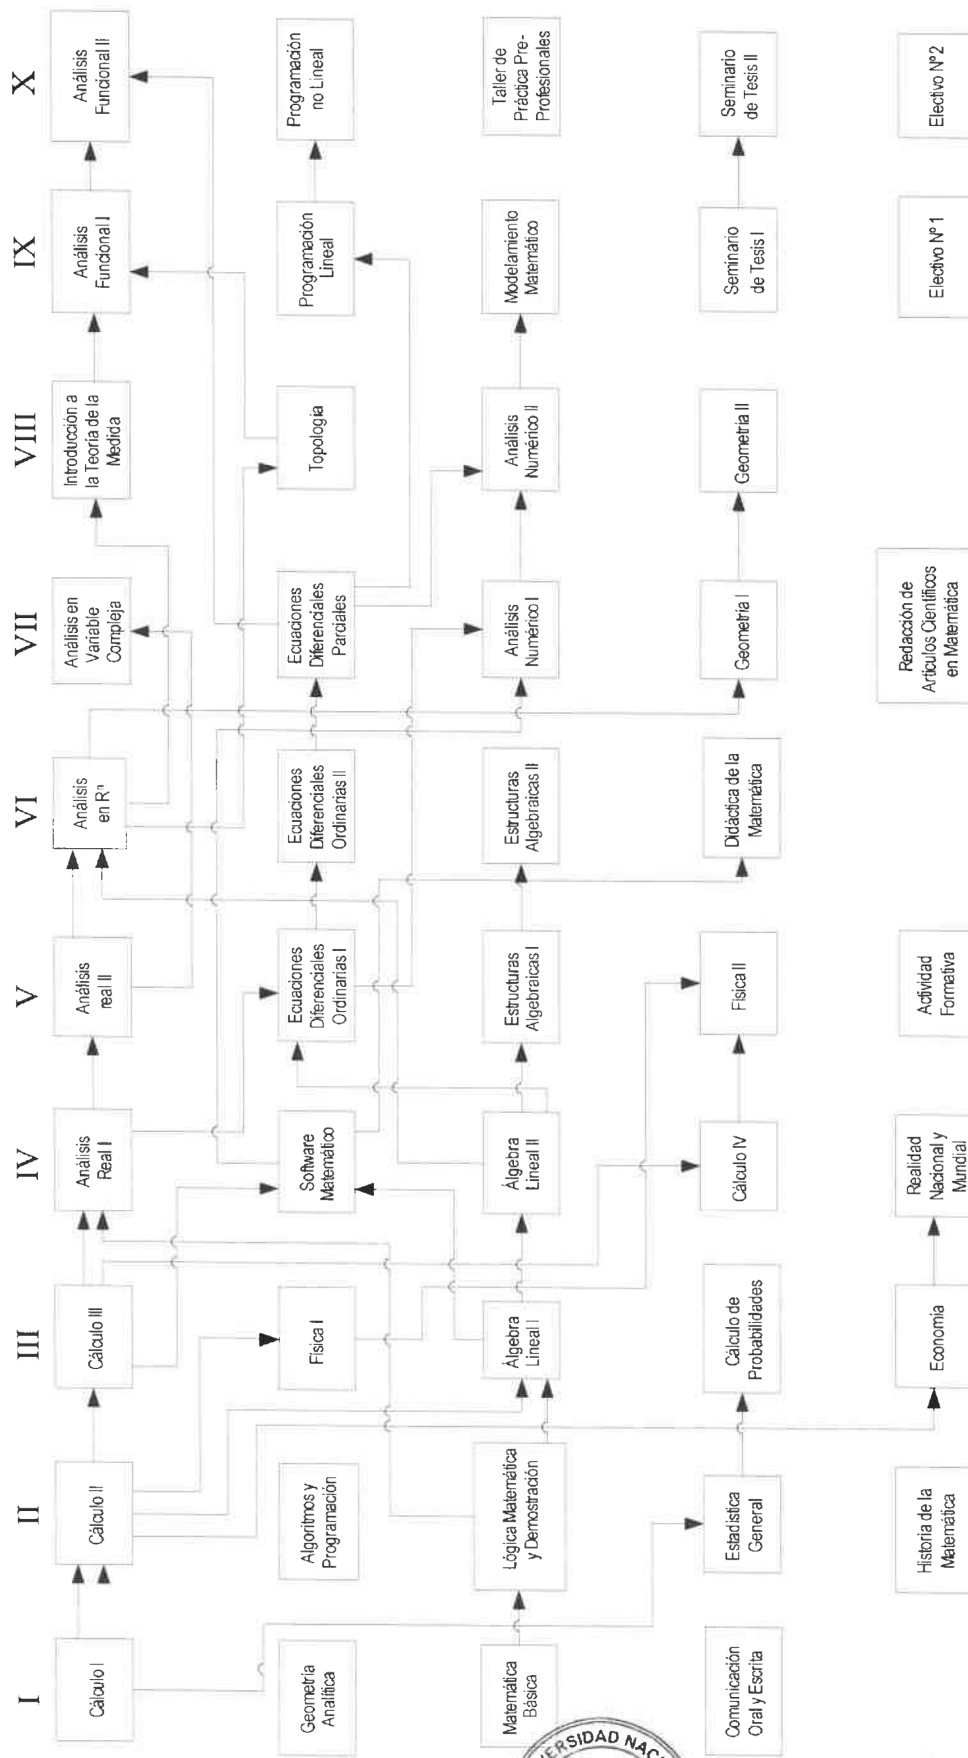 I
II
III
IV
V
VI
VII
VIII
IX
X
Cálculo I
Cálculo II
Cálculo III
Análisis
Real I
Análisis
real II
Análisis
en Rⁿ
Análisis en
Variable
Compleja
Introducción a
la Teoría de la
Medida
Análisis
Funcional I
Análisis
Funcional II
Geometría
Analítica
Algoritmos y
Programación
Física I
Software
Matemático
Ecuaciones
Diferenciales
Ordinarias I
Ecuaciones
Diferenciales
Ordinarias II
Ecuaciones
Diferenciales
Parciales
Topología
Programación
Lineal
Programación
no Lineal
Matemática
Básica
Lógica Matemática
y Demostración
Álgebra
Lineal I
Álgebra
Lineal II
Estructuras
Algebraicas I
Estructuras
Algebraicas II
Análisis
Numérico I
Análisis
Numérico II
Modelamiento
Matemático
Taller de
Práctica Pre-
Profesionales
Comunicación
Oral y Escrita
Estadística
General
Cálculo de
Probabilidades
Cálculo IV
Física II
Didáctica de la
Matemática
Geometría I
Geometría II
Seminario
de Tesis I
Seminario
de Tesis II
Historia de la
Matemática
Economía
Realidad
Nacional y
Mundial
Actividad
Formativa
Redacción de
Artículos Científicos
en Matemática
Electivo Nº 1
Electivo Nº 2